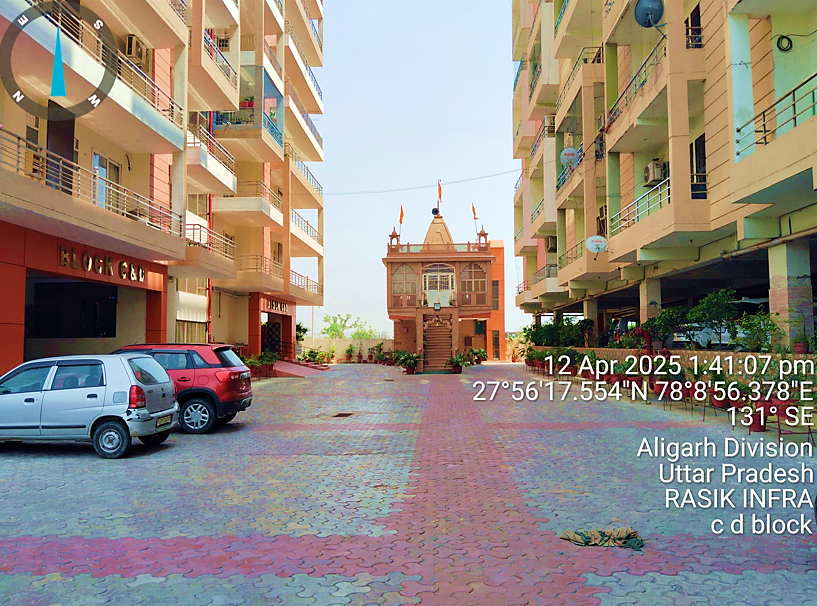 S
E
W
N
BLOCK C&D
12 Apr 2025 1:41:07 pm
27°56'17.554"N 78°8'56.378"E
131° SE
Aligarh Division
Uttar Pradesh
RASIK INFRA
c d block